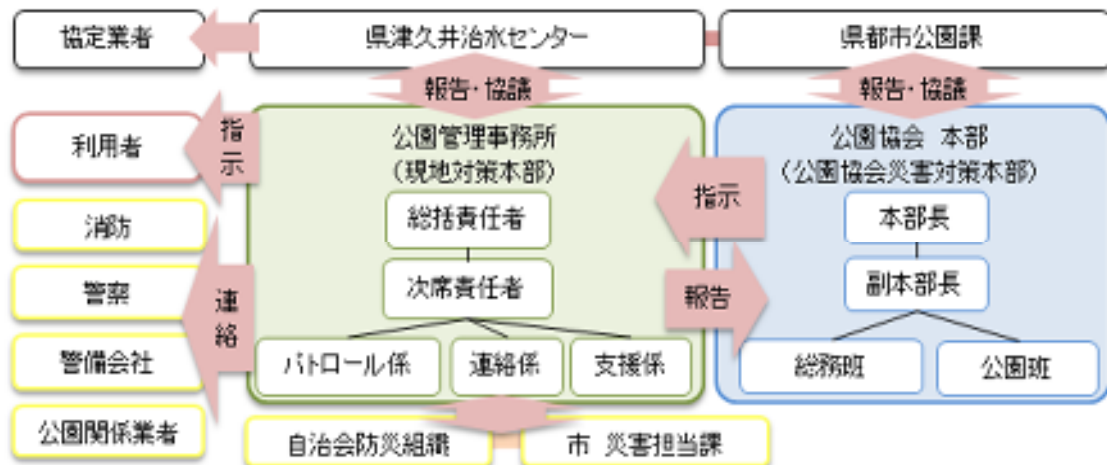 協定業者
県津久井治水センター
県都市公園課
報告・協議
報告・協議
利用者
指示
公園管理事務所
（現地対策本部）
公園協会 本部
（公園協会災害対策本部）
指示
総括責任者
本部長
消防
次席責任者
副本部長
警察
連絡
報告
警備会社
パトロール係
連絡係
支援係
総務班
公園班
公園関係業者
自治会防災組織
市 災害担当課